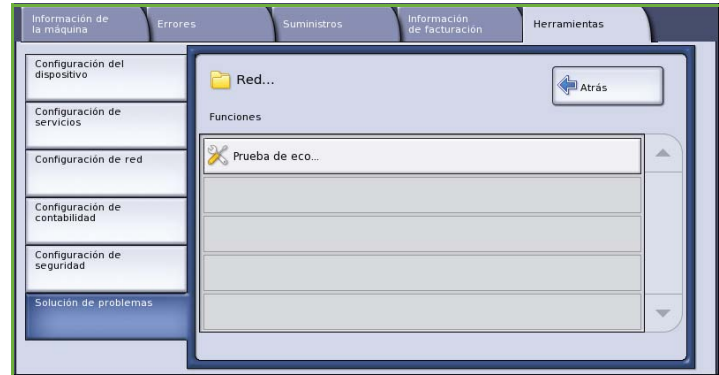 Información de
la máquina
Errores
Suministros
Información
de facturación
Herramientas
Configuración del
dispositivo
Configuración de
servicios
Configuración de red
Configuración de
contabilidad
Configuración de
seguridad
Solución de problemas
Red...
Atrás
Funciones
Prueba de eco...